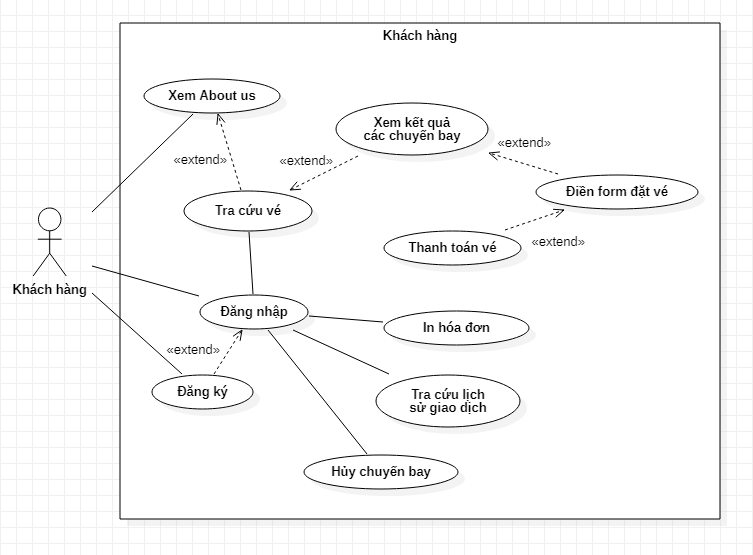 Khách hàng
Xem About us
Xem kết quả
các chuyến bay
«extend»
«extend»
«extend»
Điền form đặt vé
Tra cứu vé
Thanh toán vé
«extend»
Khách hàng
Đăng nhập
In hóa đơn
«extend»
Đăng ký
Tra cứu lịch
sử giao dịch
Hủy chuyến bay